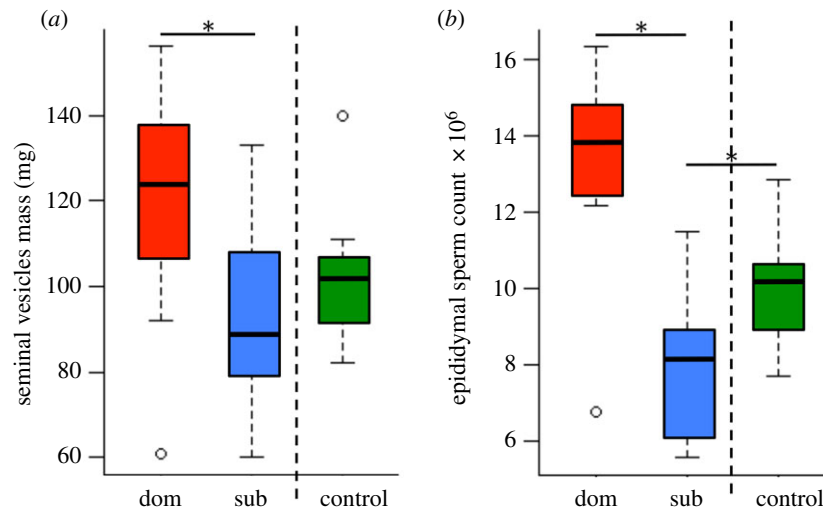 (a)
*
140
120
100
80
60
seminal vesicles mass (mg)
dom sub control
(b)
*
*
16
14
12
10
8
6
epididymal sperm count × 10⁶
dom sub control